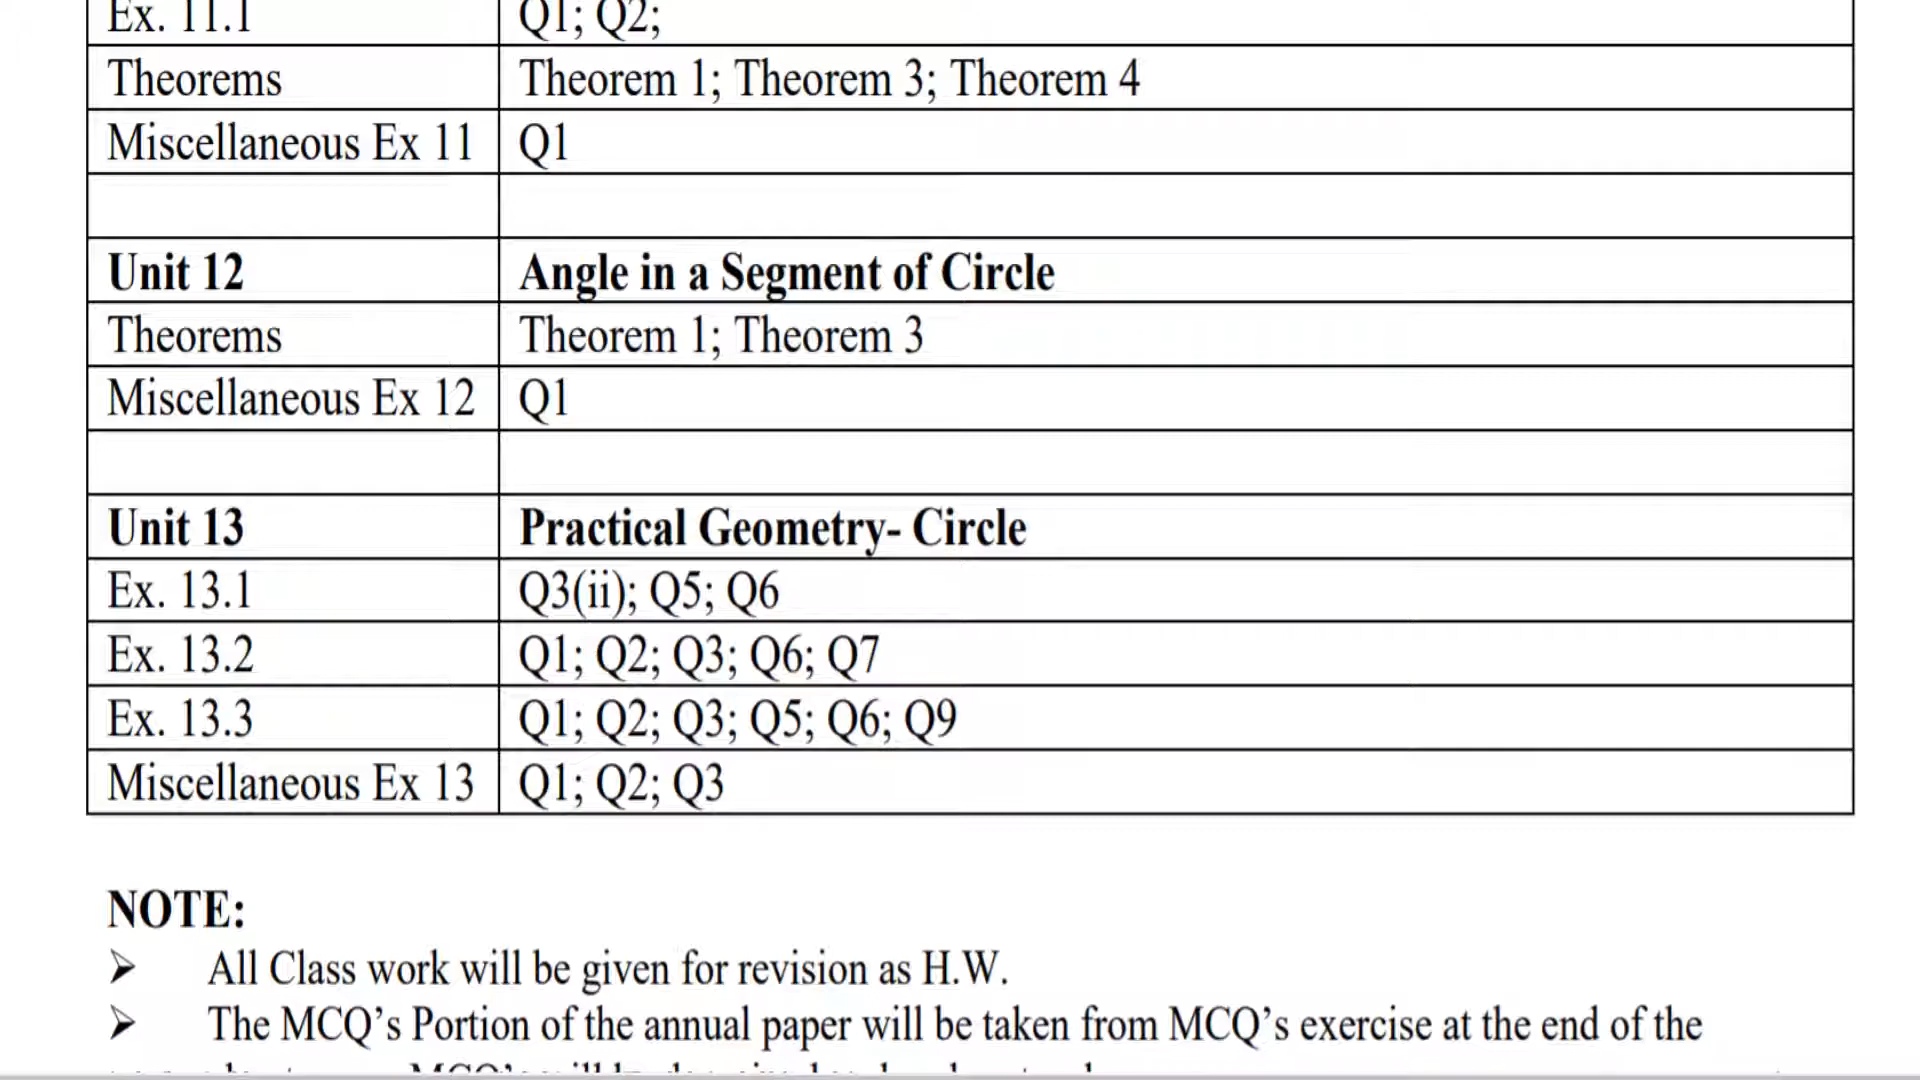 Ex. 11.1 Q1; Q2;
Theorems Theorem 1; Theorem 3; Theorem 4
Miscellaneous Ex 11 Q1
Unit 12 Angle in a Segment of Circle
Theorems Theorem 1; Theorem 3
Miscellaneous Ex 12 Q1
Unit 13 Practical Geometry- Circle
Ex. 13.1 Q3(ii); Q5; Q6
Ex. 13.2 Q1; Q2; Q3; Q6; Q7
Ex. 13.3 Q1; Q2; Q3; Q5; Q6; Q9
Miscellaneous Ex 13 Q1; Q2; Q3
NOTE:
➢ All Class work will be given for revision as H.W.
➢ The MCQ’s Portion of the annual paper will be taken from MCQ’s exercise at the end of the